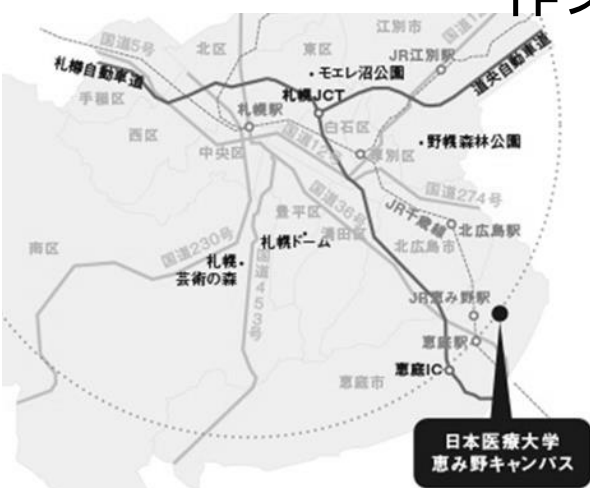 江別市
国道5号
北区
東区
JR江別駅
札樽自動車道
モエレ沼公園
道央自動車道
手稲区
札幌JCT
札幌駅
白石区
西区
国道12号
野幌森林公園
中央区
厚別区
国道274号
国道36号
JR千歳線
豊平区
北広島駅
清田区
国道230号
札幌ドーム
北広島市
南区
札幌
芸術の森
国道453号
JR恵み野駅
恵庭駅
恵庭IC
恵庭市
日本医療大学
恵み野キャンパス